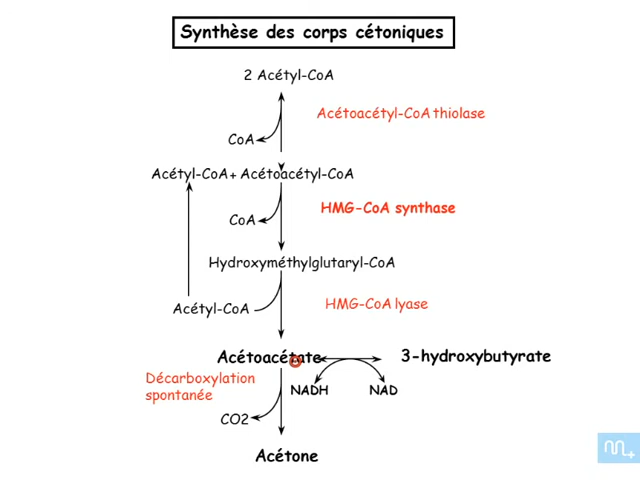 Synthèse des corps cétoniques
2 Acétyl-CoA
Acétoacétyl-CoA thiolase
CoA
Acétyl-CoA + Acétoacétyl-CoA
HMG-CoA synthase
CoA
Hydroxyméthylglutaryl-CoA
HMG-CoA lyase
Acétyl-CoA
Acétoacétate
3-hydroxybutyrate
Décarboxylation
spontanée
NADH
NAD
CO2
Acétone